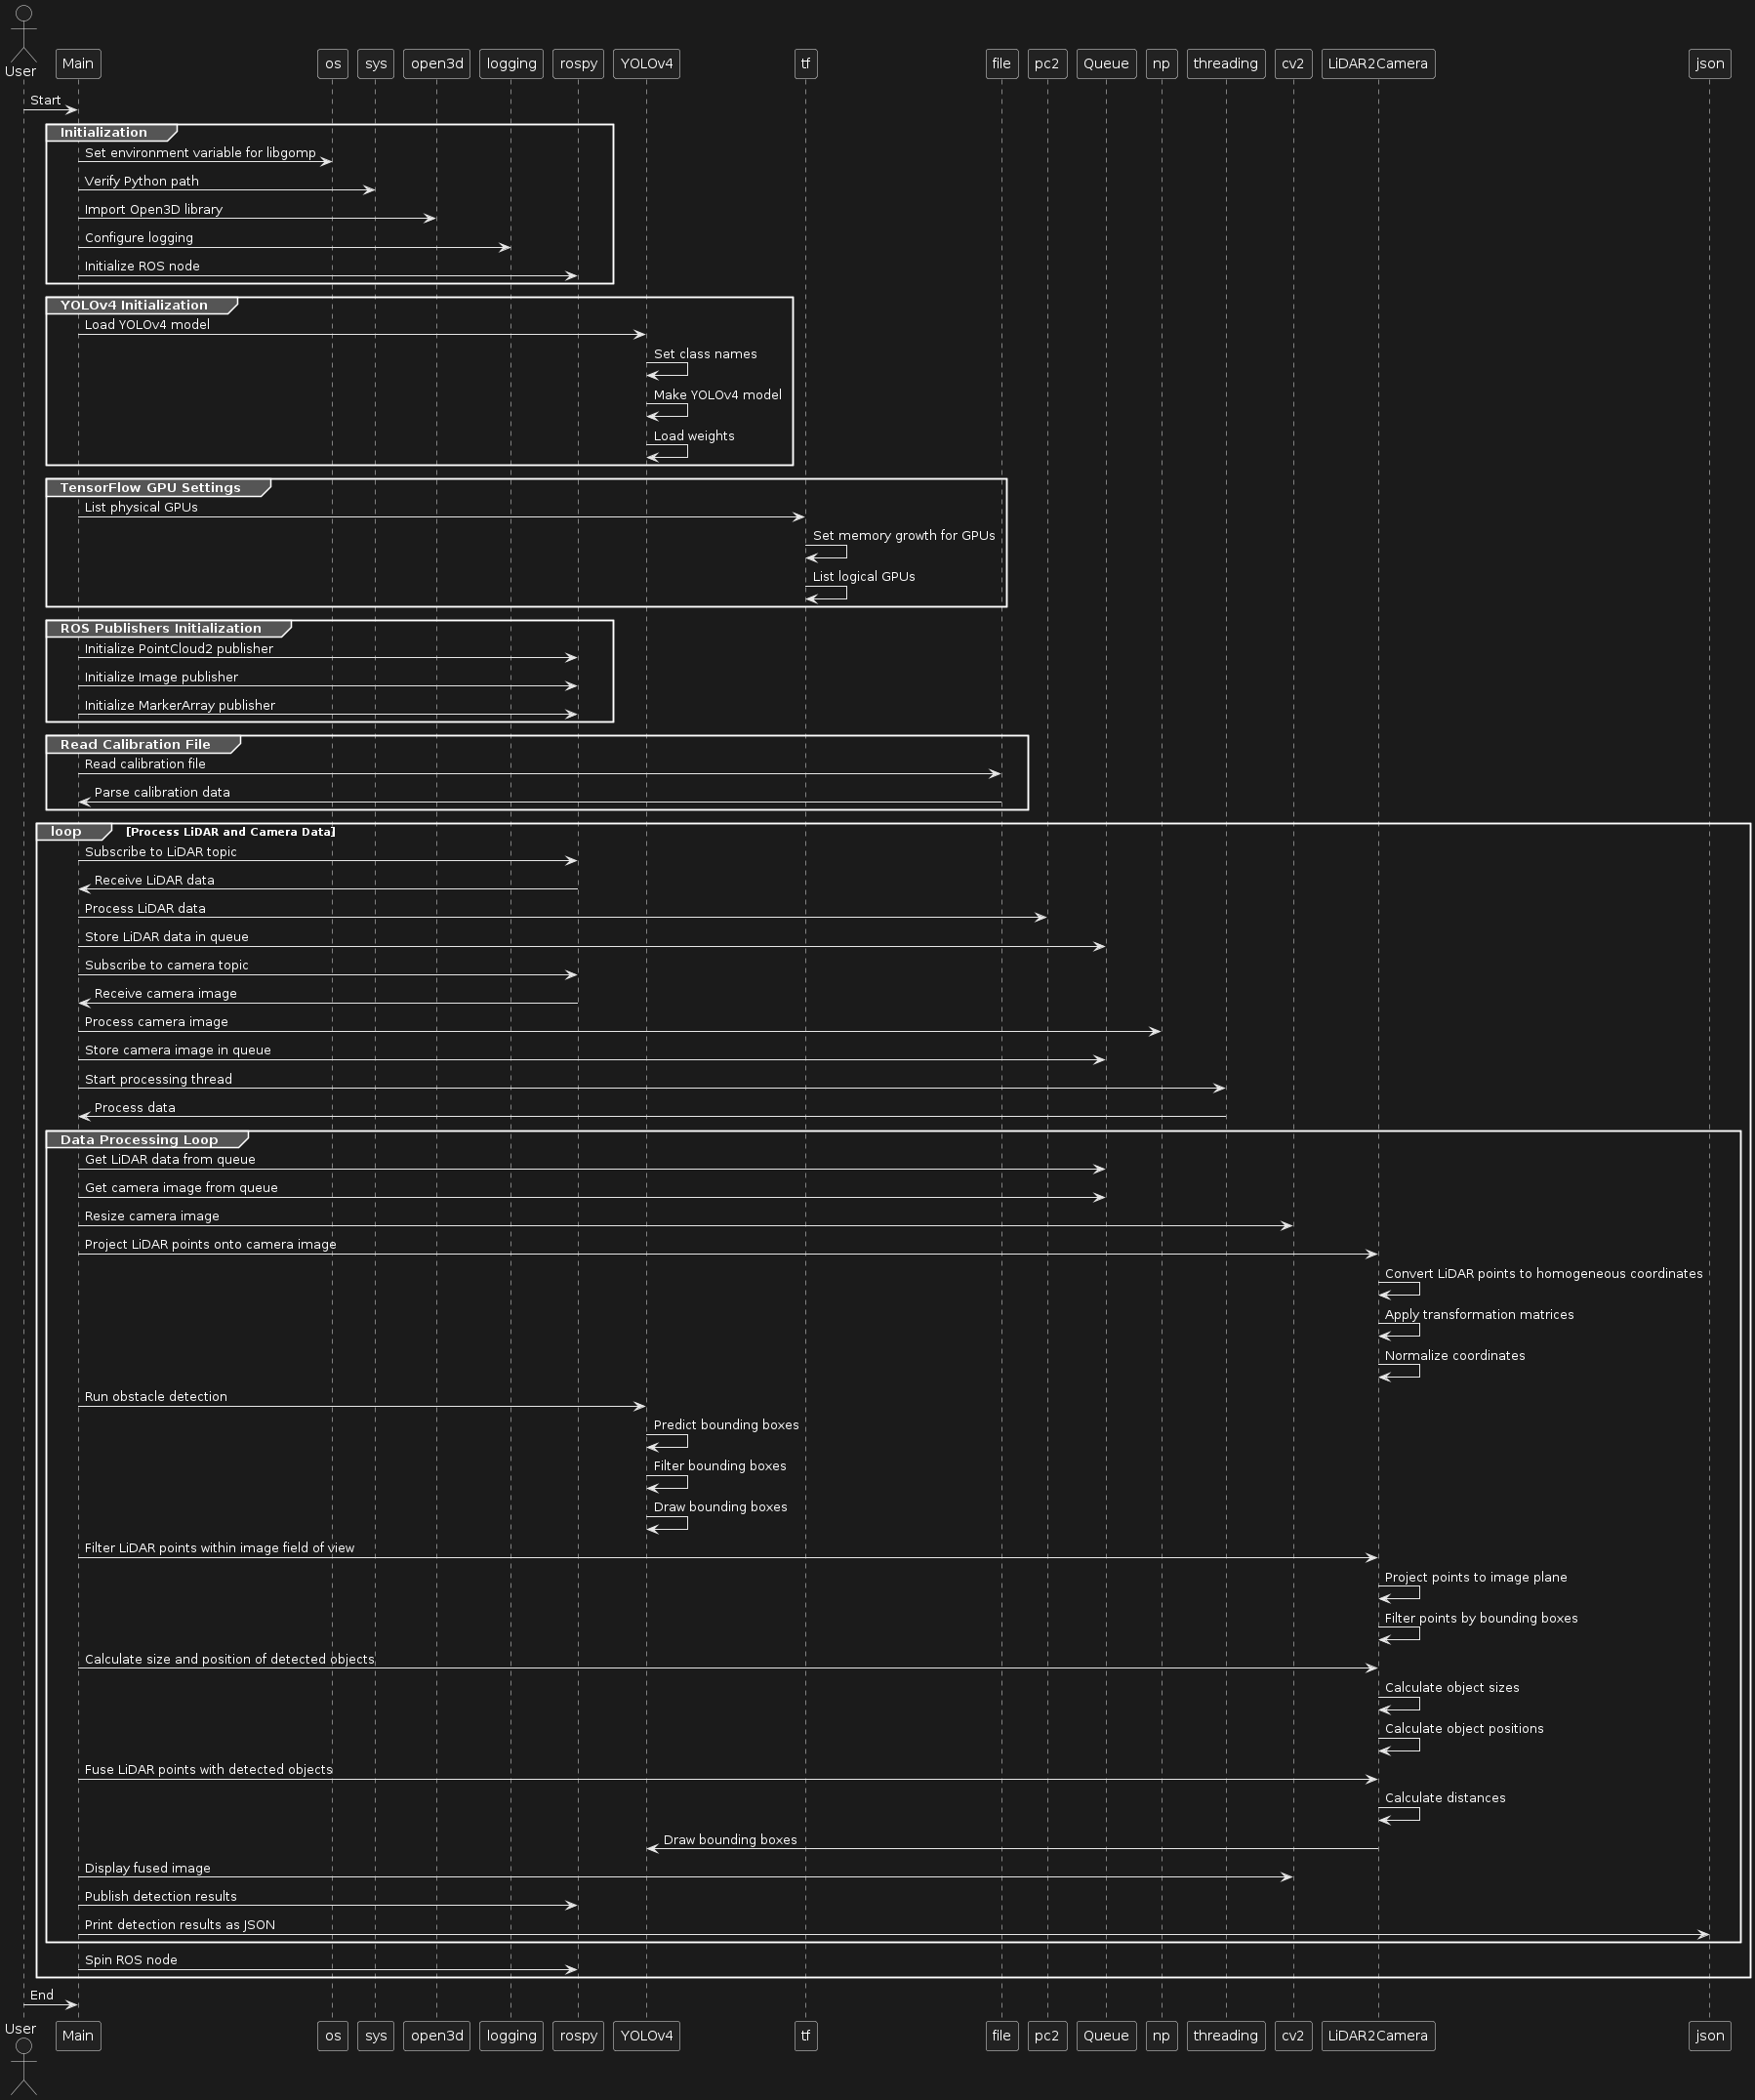 User
Main
os
sys
open3d
logging
rospy
YOLOv4
tf
file
pc2
Queue
np
threading
cv2
LiDAR2Camera
json
Start
Initialization
Set environment variable for libgomp
Verify Python path
Import Open3D library
Configure logging
Initialize ROS node
YOLOv4 Initialization
Load YOLOv4 model
Set class names
Make YOLOv4 model
Load weights
TensorFlow GPU Settings
List physical GPUs
Set memory growth for GPUs
List logical GPUs
ROS Publishers Initialization
Initialize PointCloud2 publisher
Initialize Image publisher
Initialize MarkerArray publisher
Read Calibration File
Read calibration file
Parse calibration data
loop [Process LiDAR and Camera Data]
Subscribe to LiDAR topic
Receive LiDAR data
Process LiDAR data
Store LiDAR data in queue
Subscribe to camera topic
Receive camera image
Process camera image
Store camera image in queue
Start processing thread
Process data
Data Processing Loop
Get LiDAR data from queue
Get camera image from queue
Resize camera image
Project LiDAR points onto camera image
Convert LiDAR points to homogeneous coordinates
Apply transformation matrices
Normalize coordinates
Run obstacle detection
Predict bounding boxes
Filter bounding boxes
Draw bounding boxes
Filter LiDAR points within image field of view
Project points to image plane
Filter points by bounding boxes
Calculate size and position of detected objects
Calculate object sizes
Calculate object positions
Fuse LiDAR points with detected objects
Calculate distances
Draw bounding boxes
Display fused image
Publish detection results
Print detection results as JSON
Spin ROS node
End
User
Main
os
sys
open3d
logging
rospy
YOLOv4
tf
file
pc2
Queue
np
threading
cv2
LiDAR2Camera
json